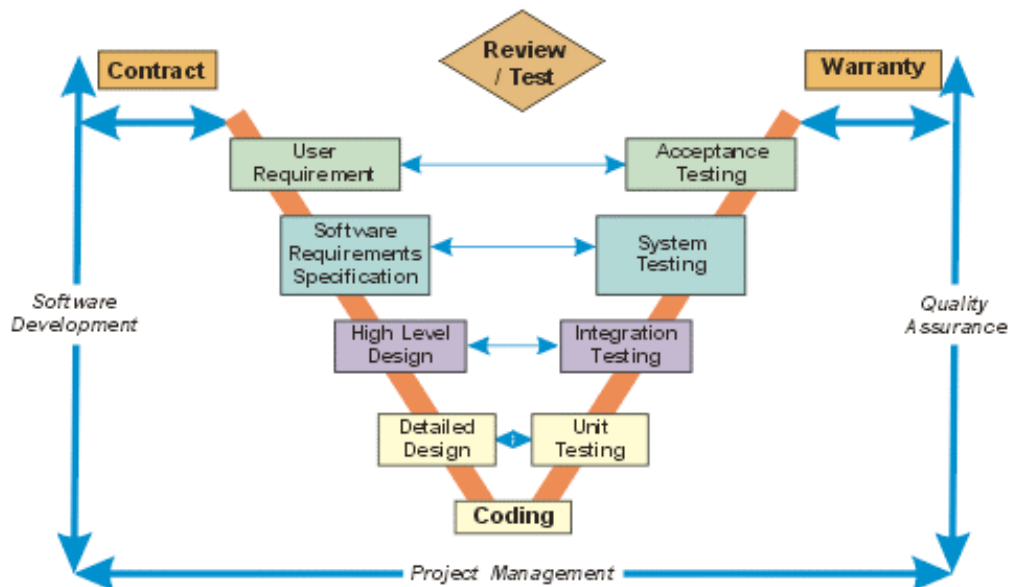 Review
/ Test
Contract
Warranty
User
Requirement
Acceptance
Testing
Software
Requirements
Specification
System
Testing
Software
Development
Quality
Assurance
High Level
Design
Integration
Testing
Detailed
Design
Unit
Testing
Coding
Project Management